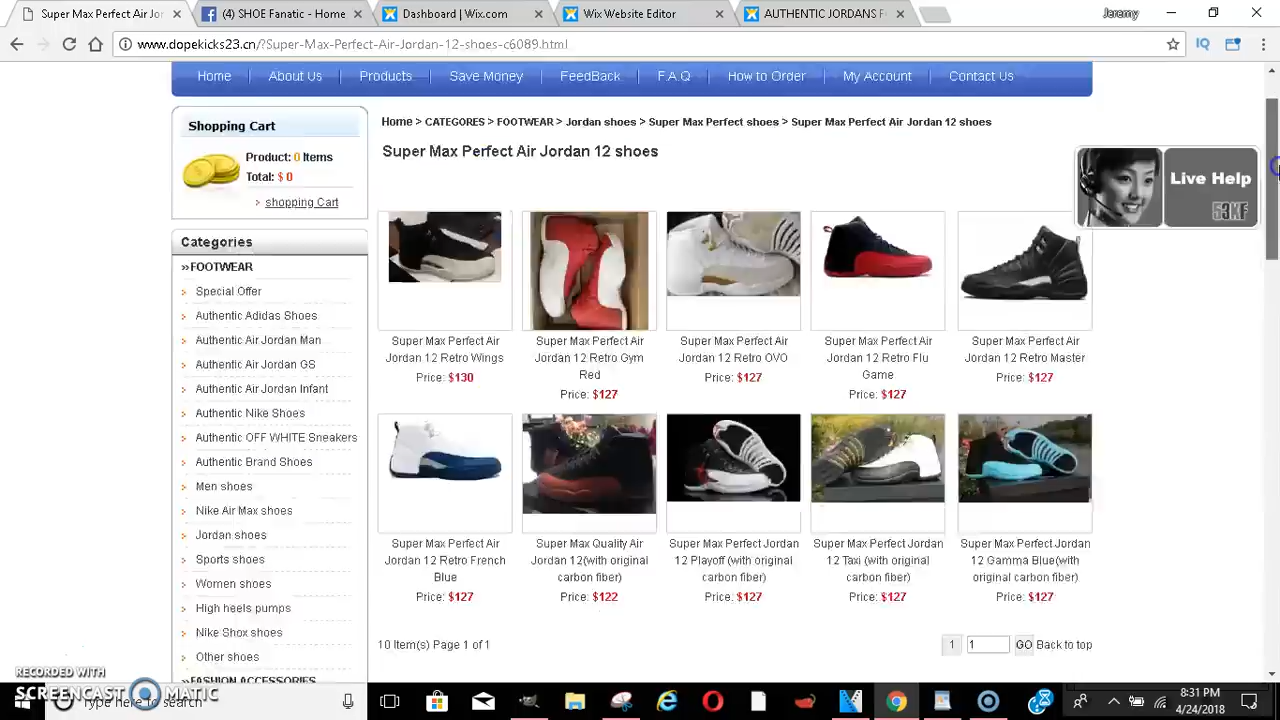 Super Max Perfect Air Jor
(4) SHOE Fanatic - Home
Dashboard | Wix.com
Wix Website Editor
AUTHENTIC JORDANS F
Jeremy
www.dopekicks23.cn/?Super-Max-Perfect-Air-Jordan-12-shoes-c6089.html
Home
About Us
Products
Save Money
FeedBack
F.A.Q
How to Order
My Account
Contact Us
Shopping Cart
Product: 0 Items
Total: $ 0
shopping Cart
Home > CATEGORES > FOOTWEAR > Jordan shoes > Super Max Perfect shoes > Super Max Perfect Air Jordan 12 shoes
Super Max Perfect Air Jordan 12 shoes
Live Help
53KF
Categories
»FOOTWEAR
Special Offer
Authentic Adidas Shoes
Authentic Air Jordan Man
Authentic Air Jordan GS
Authentic Air Jordan Infant
Authentic Nike Shoes
Authentic OFF WHITE Sneakers
Authentic Brand Shoes
Men shoes
Nike Air Max shoes
Jordan shoes
Sports shoes
Women shoes
High heels pumps
Nike Shox shoes
Other shoes
»FASHION ACCESSORIES
Super Max Perfect Air
Jordan 12 Retro Wings
Price: $130
Super Max Perfect Air
Jordan 12 Retro Gym
Red
Price: $127
Super Max Perfect Air
Jordan 12 Retro OVO
Price: $127
Super Max Perfect Air
Jordan 12 Retro Flu
Game
Price: $127
Super Max Perfect Air
Jordan 12 Retro Master
Price: $127
Super Max Perfect Air
Jordan 12 Retro French
Blue
Price: $127
Super Max Quality Air
Jordan 12(with original
carbon fiber)
Price: $122
Super Max Perfect Jordan
12 Playoff (with original
carbon fiber)
Price: $127
Super Max Perfect Jordan
12 Taxi (with original
carbon fiber)
Price: $127
Super Max Perfect Jordan
12 Gamma Blue(with
original carbon fiber)
Price: $127
10 Item(s) Page 1 of 1
1
1
GO
Back to top
RECORDED WITH
SCREENCAST MATIC
Type here to search
8:31 PM
4/24/2018